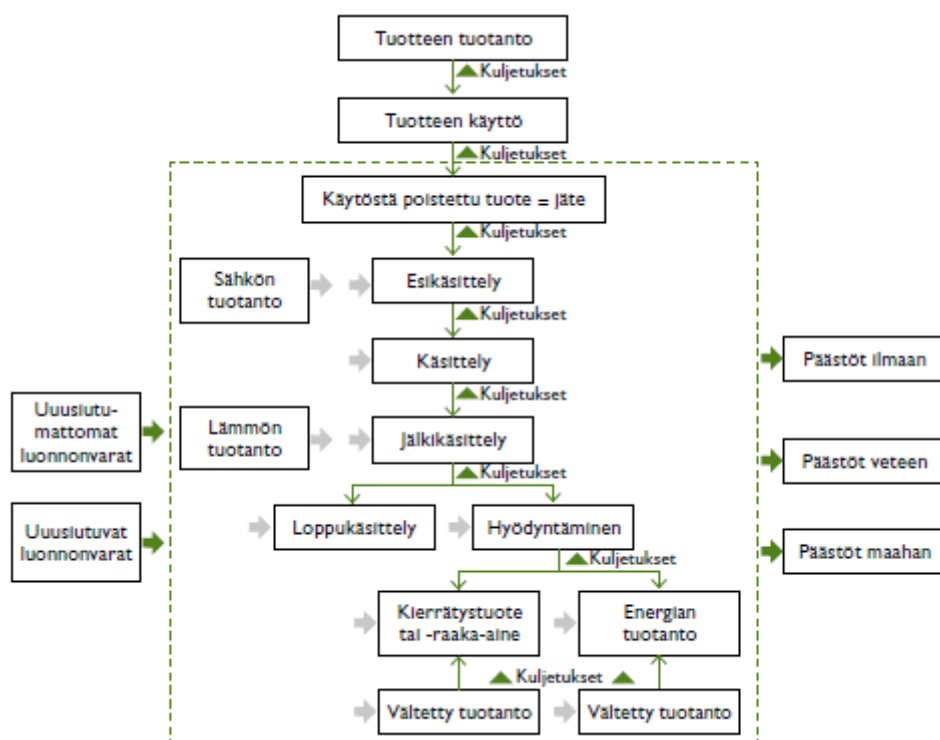 Tuotteen tuotanto
Kuljetukset
Tuotteen käyttö
Kuljetukset
Käytöstä poistettu tuote = jäte
Kuljetukset
Sähkön
tuotanto
Esikäsittely
Kuljetukset
Käsittely
Kuljetukset
Päästöt ilmaan
Uuusiutu-
mattomat
luonnonvarat
Lämmön
tuotanto
Jälkikäsittely
Kuljetukset
Päästöt veteen
Uuusiutuvat
luonnonvarat
Loppukäsittely
Hyödyntäminen
Kuljetukset
Päästöt maahan
Kierrätystuote
tai -raaka-aine
Energian
tuotanto
Kuljetukset
Vältetty tuotanto
Vältetty tuotanto